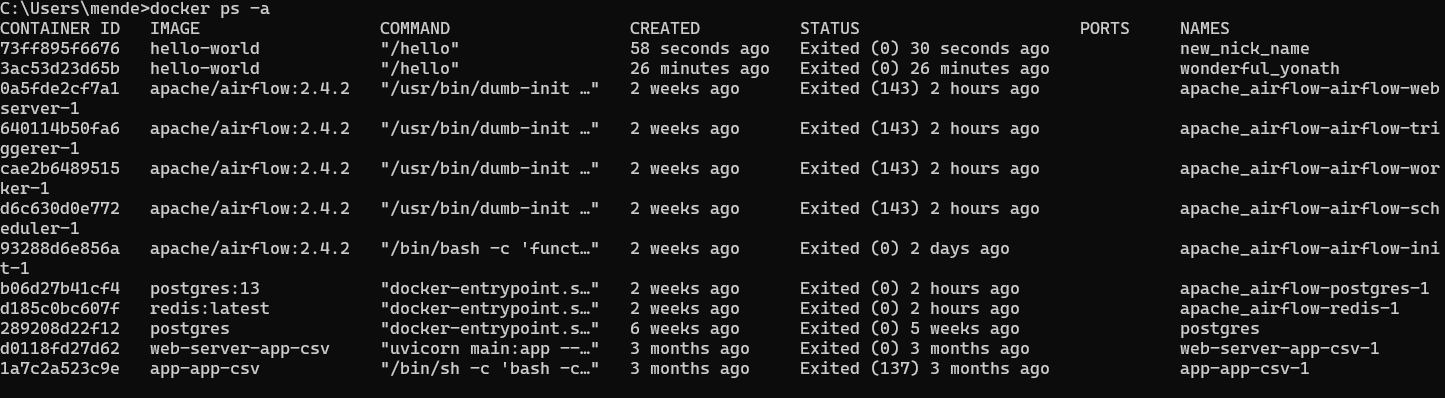 C:\Users\mende>docker ps -a
CONTAINER ID   IMAGE                  COMMAND                  CREATED          STATUS                      PORTS     NAMES
73ff895f6676   hello-world            "/hello"                 58 seconds ago   Exited (0) 30 seconds ago             new_nick_name
3ac53d23d65b   hello-world            "/hello"                 26 minutes ago   Exited (0) 26 minutes ago             wonderful_yonath
0a5fde2cf7a1   apache/airflow:2.4.2   "/usr/bin/dumb-init …"   2 weeks ago      Exited (143) 2 hours ago              apache_airflow-airflow-web
server-1
640114b50fa6   apache/airflow:2.4.2   "/usr/bin/dumb-init …"   2 weeks ago      Exited (143) 2 hours ago              apache_airflow-airflow-tri
ggerer-1
cae2b6489515   apache/airflow:2.4.2   "/usr/bin/dumb-init …"   2 weeks ago      Exited (143) 2 hours ago              apache_airflow-airflow-wor
ker-1
d6c630d0e772   apache/airflow:2.4.2   "/usr/bin/dumb-init …"   2 weeks ago      Exited (143) 2 hours ago              apache_airflow-airflow-sch
eduler-1
93288d6e856a   apache/airflow:2.4.2   "/bin/bash -c 'funct…"   2 weeks ago      Exited (0) 2 days ago                 apache_airflow-airflow-ini
t-1
b06d27b41cf4   postgres:13            "docker-entrypoint.s…"   2 weeks ago      Exited (0) 2 hours ago                apache_airflow-postgres-1
d185c0bc607f   redis:latest           "docker-entrypoint.s…"   2 weeks ago      Exited (0) 2 hours ago                apache_airflow-redis-1
289208d22f12   postgres               "docker-entrypoint.s…"   6 weeks ago      Exited (0) 5 weeks ago                postgres
d0118fd27d62   web-server-app-csv     "uvicorn main:app --…"   3 months ago     Exited (0) 3 months ago               web-server-app-csv-1
1a7c2a523c9e   app-app-csv            "/bin/sh -c 'bash -c…"   3 months ago     Exited (137) 3 months ago             app-app-csv-1